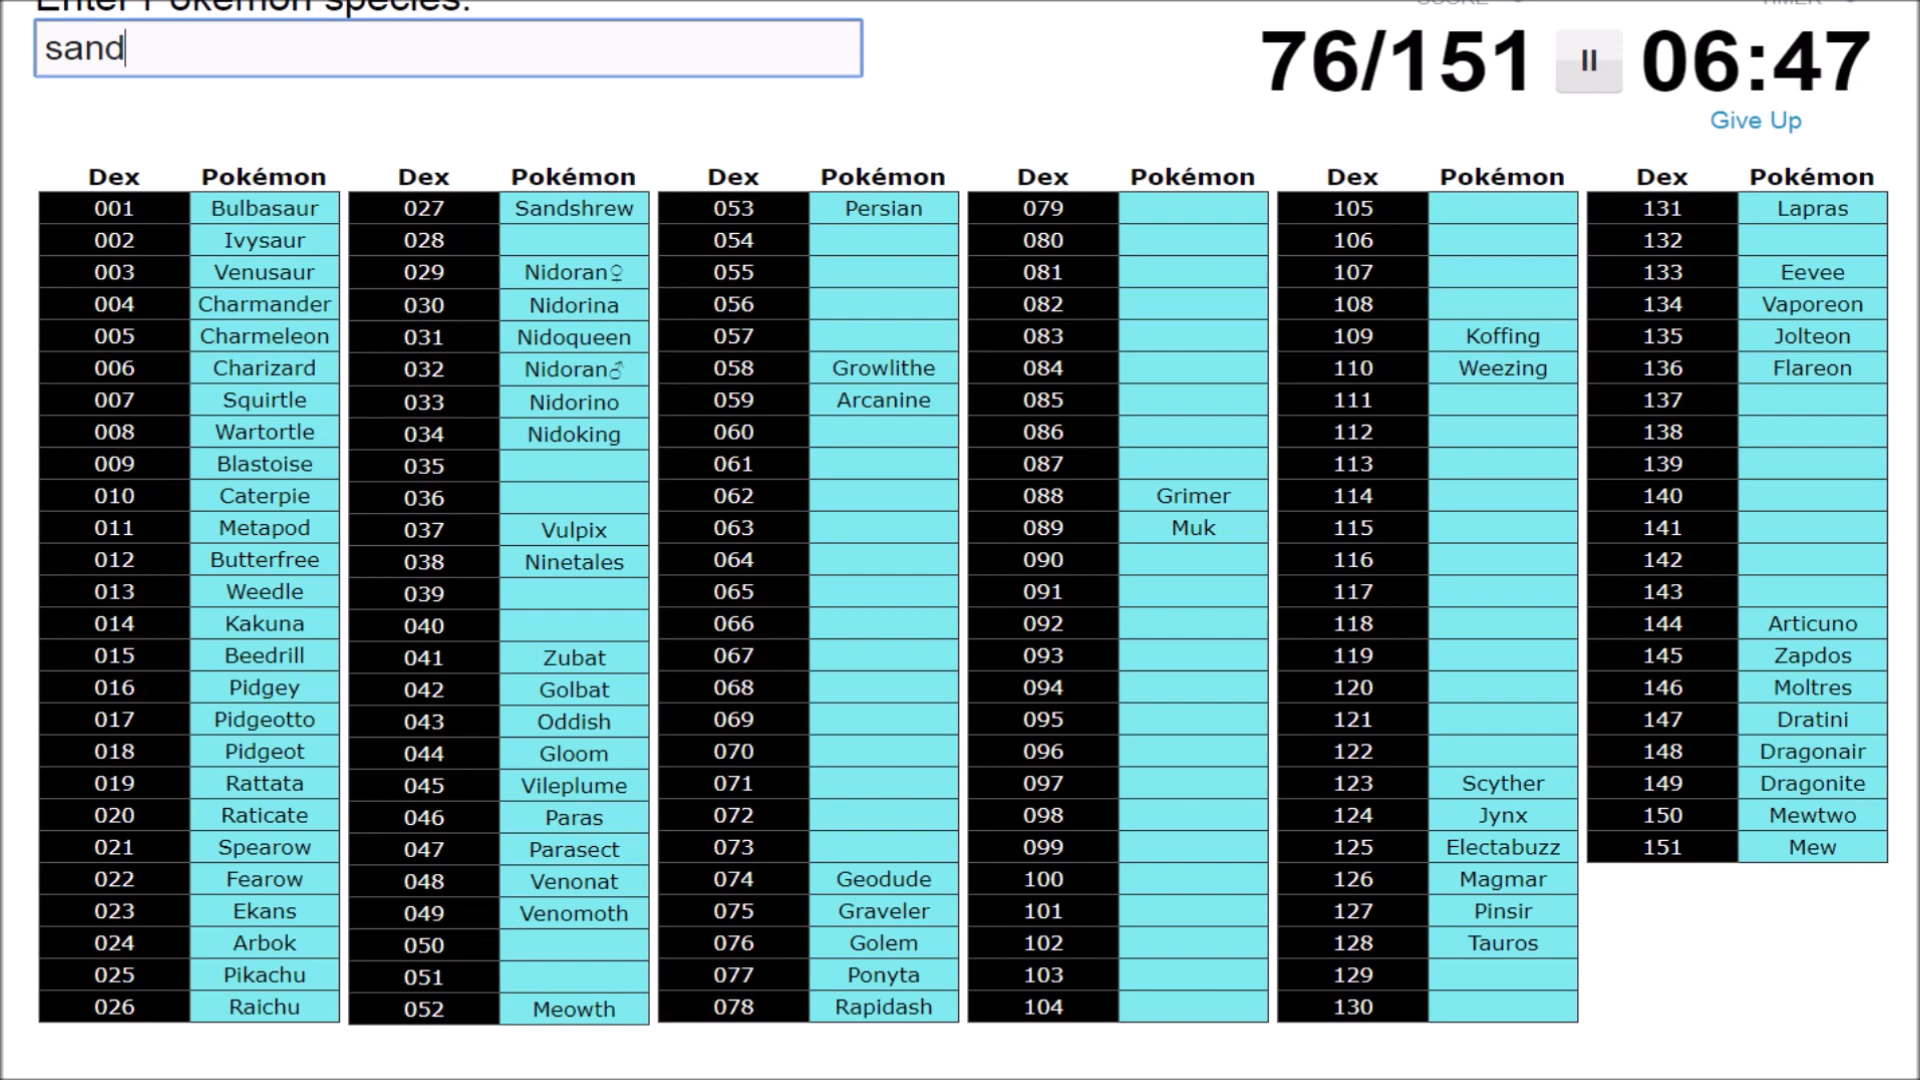 Enter Pokémon species:
SCORE TIMER
sand
76/151 06:47
Give Up
Dex Pokémon Dex Pokémon Dex Pokémon Dex Pokémon Dex Pokémon Dex Pokémon
001 Bulbasaur 027 Sandshrew 053 Persian 079 105 131 Lapras
002 Ivysaur 028 054 080 106 132
003 Venusaur 029 Nidoran♀ 055 081 107 133 Eevee
004 Charmander 030 Nidorina 056 082 108 134 Vaporeon
005 Charmeleon 031 Nidoqueen 057 083 109 Koffing 135 Jolteon
006 Charizard 032 Nidoran♂ 058 Growlithe 084 110 Weezing 136 Flareon
007 Squirtle 033 Nidorino 059 Arcanine 085 111 137
008 Wartortle 034 Nidoking 060 086 112 138
009 Blastoise 035 061 087 113 139
010 Caterpie 036 062 088 Grimer 114 140
011 Metapod 037 Vulpix 063 089 Muk 115 141
012 Butterfree 038 Ninetales 064 090 116 142
013 Weedle 039 065 091 117 143
014 Kakuna 040 066 092 118 144 Articuno
015 Beedrill 041 Zubat 067 093 119 145 Zapdos
016 Pidgey 042 Golbat 068 094 120 146 Moltres
017 Pidgeotto 043 Oddish 069 095 121 147 Dratini
018 Pidgeot 044 Gloom 070 096 122 148 Dragonair
019 Rattata 045 Vileplume 071 097 123 Scyther 149 Dragonite
020 Raticate 046 Paras 072 098 124 Jynx 150 Mewtwo
021 Spearow 047 Parasect 073 099 125 Electabuzz 151 Mew
022 Fearow 048 Venonat 074 Geodude 100 126 Magmar
023 Ekans 049 Venomoth 075 Graveler 101 127 Pinsir
024 Arbok 050 076 Golem 102 128 Tauros
025 Pikachu 051 077 Ponyta 103 129
026 Raichu 052 Meowth 078 Rapidash 104 130